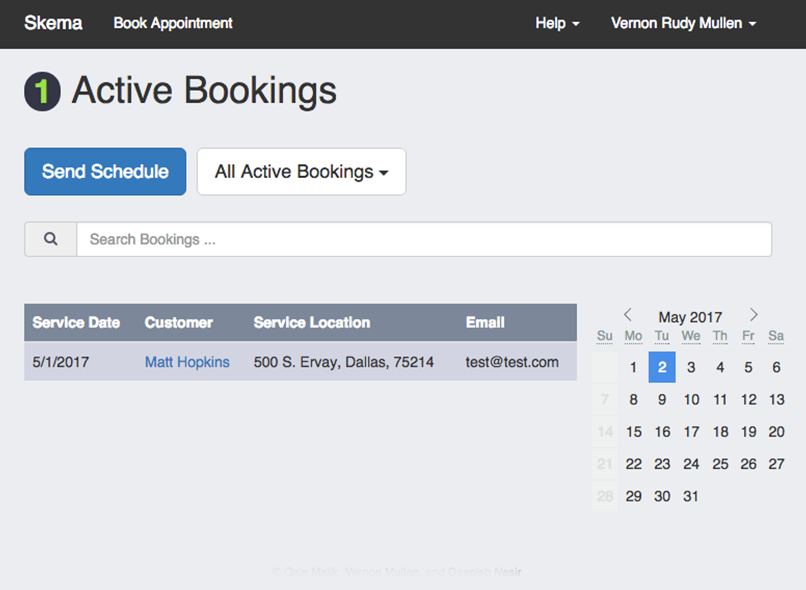 Skema Book Appointment Help Vernon Rudy Mullen
1 Active Bookings
Send Schedule All Active Bookings
Search Bookings ...
Service Date Customer Service Location Email
5/1/2017 Matt Hopkins 500 S. Ervay, Dallas, 75214 test@test.com
May 2017
Su Mo Tu We Th Fr Sa
1 2 3 4 5 6
7 8 9 10 11 12 13
14 15 16 17 18 19 20
21 22 23 24 25 26 27
28 29 30 31
Vernon Mullen, and Nasir